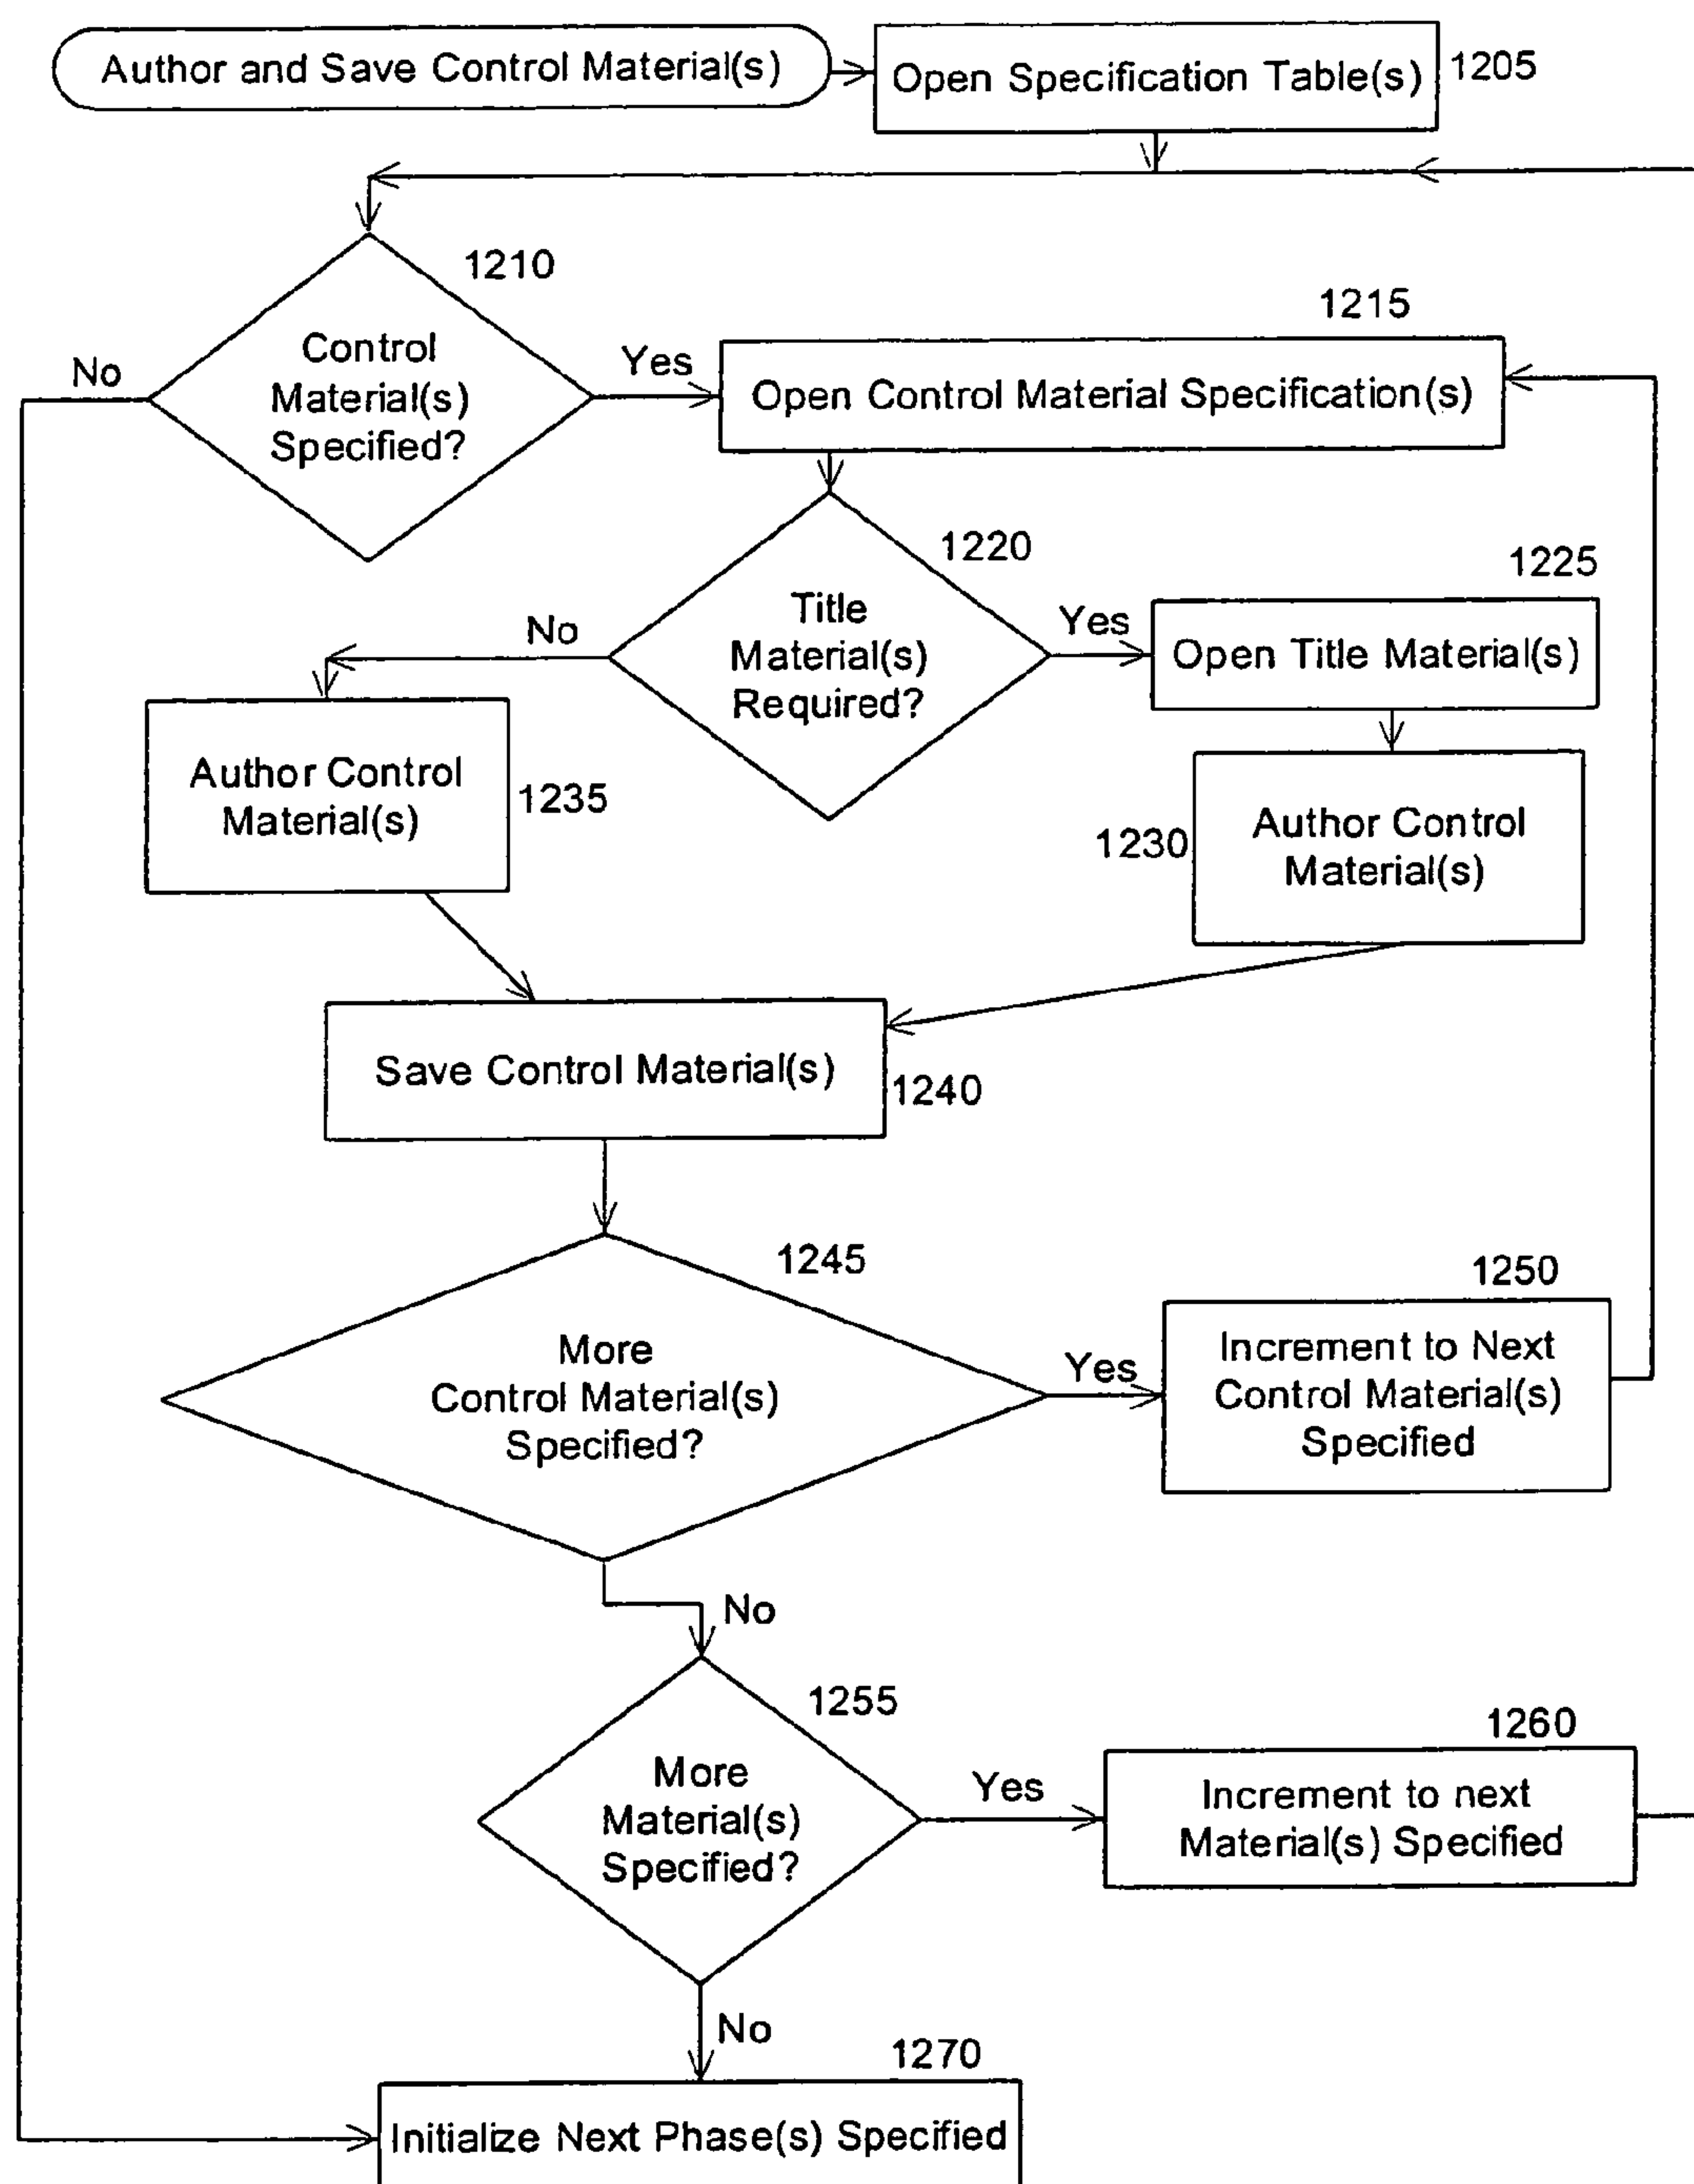 Author and Save Control Material(s)
Open Specification Table(s)
1205
1210
Control
Material(s)
Specified?
No
Yes
1215
Open Control Material Specification(s)
1220
Title
Material(s)
Required?
No
Yes
1225
Open Title Material(s)
Author Control
Material(s)
1235
1230
Author Control
Material(s)
Save Control Material(s)
1240
1245
More
Control Material(s)
Specified?
Yes
1250
Increment to Next
Control Material(s)
Specified
No
1255
More
Material(s)
Specified?
Yes
1260
Increment to next
Material(s) Specified
No
1270
Initialize Next Phase(s) Specified